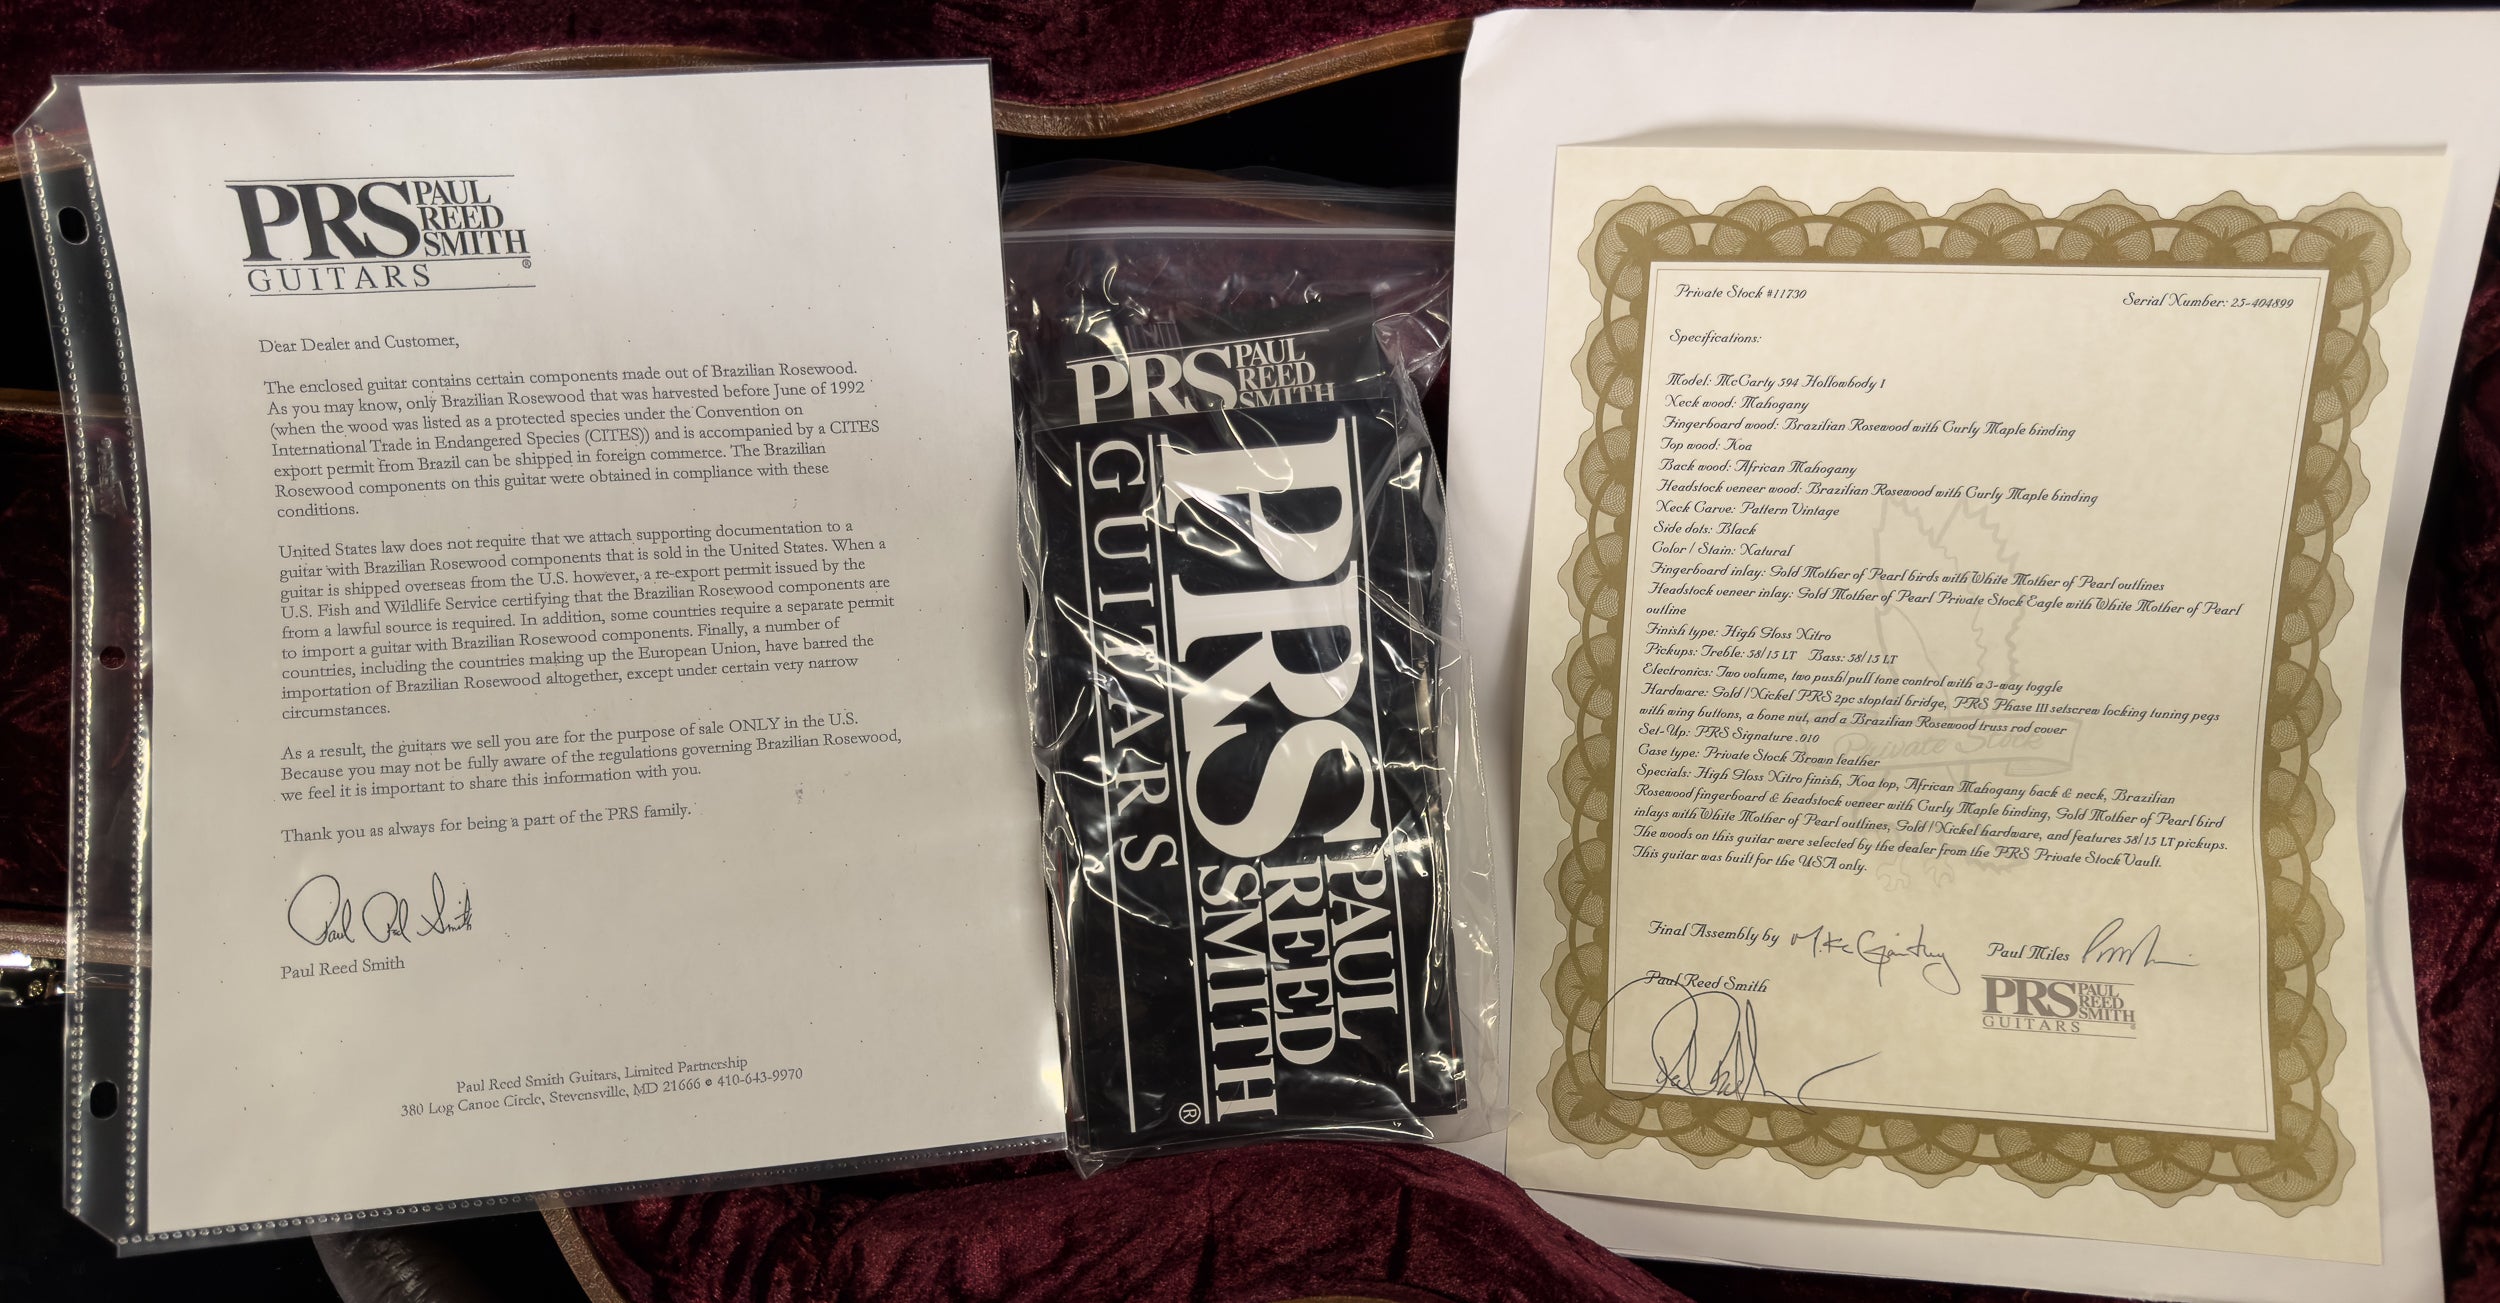 PRS PAUL
REED
SMITH
GUITARS ®
Dear Dealer and Customer,
The enclosed guitar contains certain components made out of Brazilian Rosewood.
As you may know, only Brazilian Rosewood that was harvested before June of 1992
(when the wood was listed as a protected species under the Convention on
International Trade in Endangered Species (CITES)) and is accompanied by a CITES
export permit from Brazil can be shipped in foreign commerce. The Brazilian
Rosewood components on this guitar were obtained in compliance with these
conditions.
United States law does not require that we attach supporting documentation to a
guitar with Brazilian Rosewood components that is sold in the United States. When a
guitar is shipped overseas from the U.S. however, a re-export permit issued by the
U.S. Fish and Wildlife Service certifying that the Brazilian Rosewood components are
from a lawful source is required. In addition, some countries require a separate permit
to import a guitar with Brazilian Rosewood components. Finally, a number of
countries, including the countries making up the European Union, have barred the
importation of Brazilian Rosewood altogether, except under certain very narrow
circumstances.
As a result, the guitars we sell you are for the purpose of sale ONLY in the U.S.
Because you may not be fully aware of the regulations governing Brazilian Rosewood,
we feel it is important to share this information with you.
Thank you as always for being a part of the PRS family.
Paul Reed Smith
Paul Reed Smith
Paul Reed Smith Guitars, Limited Partnership
380 Log Canoe Circle, Stevensville, MD 21666 • 410-643-9970
PRS PAUL
REED
SMITH
PRS PAUL
REED
SMITH
GUITARS ®
Private Stock #11730
Serial Number: 25-404899
Specifications:
Model: McCarty 594 Hollowbody I
Neck wood: Mahogany
Fingerboard wood: Brazilian Rosewood with Curly Maple binding
Top wood: Koa
Back wood: African Mahogany
Headstock veneer wood: Brazilian Rosewood with Curly Maple binding
Neck Carve: Pattern Vintage
Side dots: Black
Color / Stain: Natural
Fingerboard inlay: Gold Mother of Pearl birds with White Mother of Pearl outlines
Headstock veneer inlay: Gold Mother of Pearl Private Stock Eagle with White Mother of Pearl
outline
Finish type: High Gloss Nitro
Pickups: Treble: 58/15 LT Bass: 58/15 LT
Electronics: Two volume, two push/pull tone control with a 3-way toggle
Hardware: Gold / Nickel PRS 2pc stoptail bridge, PRS Phase III setscrew locking tuning pegs
with wing buttons, a bone nut, and a Brazilian Rosewood truss rod cover
Set-Up: PRS Signature .010
Case type: Private Stock Brown leather
Specials: High Gloss Nitro finish, Koa top, African Mahogany back & neck, Brazilian
Rosewood fingerboard & headstock veneer with Curly Maple binding, Gold Mother of Pearl bird
inlays with White Mother of Pearl outlines, Gold / Nickel hardware, and features 58/15 LT pickups.
The woods on this guitar were selected by the dealer from the PRS Private Stock Vault.
This guitar was built for the USA only.
Private Stock
Final Assembly by
Paul Miles
Paul Reed Smith
PRS PAUL
REED
SMITH
GUITARS ®
AVERY